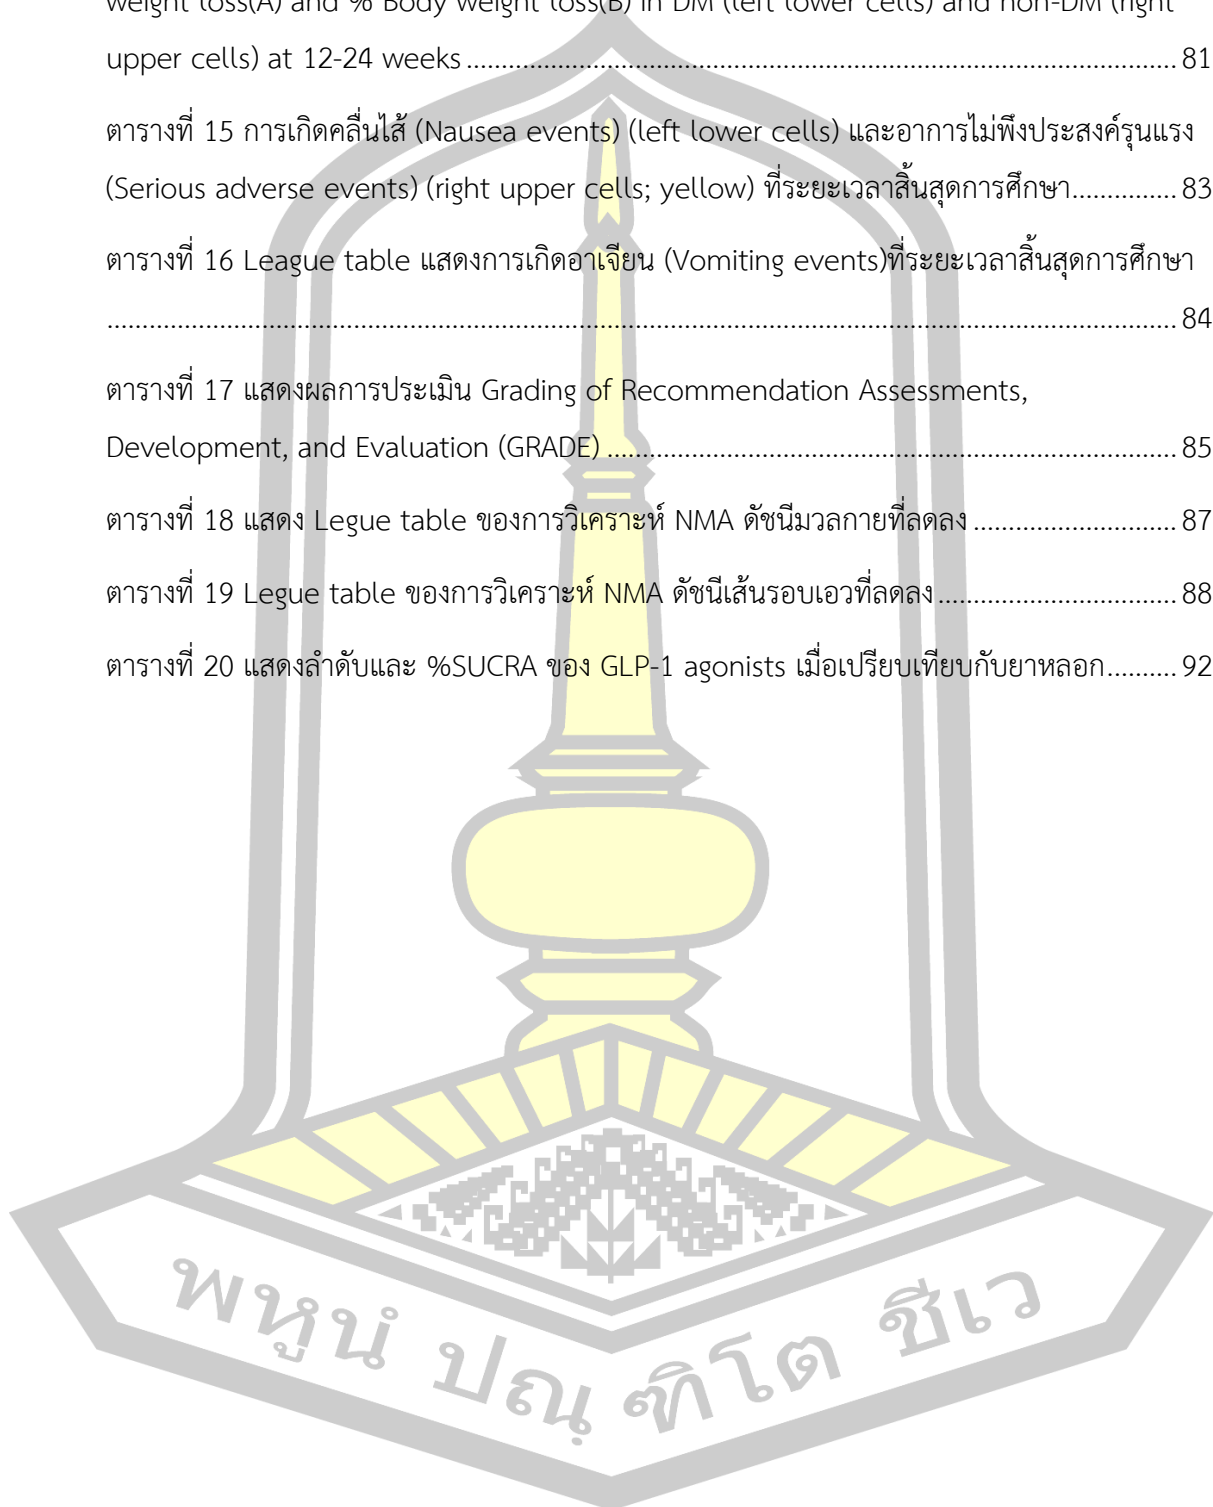 weight loss(A) and % Body weight loss(B) in DM (left lower cells) and non-DM (right
upper cells) at 12-24 weeks ........................................................................................................ 81
ตารางที่ 15 การเกิดคลื่นไส้ (Nausea events) (left lower cells) และอาการไม่พึงประสงค์รุนแรง
(Serious adverse events) (right upper cells; yellow) ที่ระยะเวลาสิ้นสุดการศึกษา............... 83
ตารางที่ 16 League table แสดงการเกิดอาเจียน (Vomiting events)ที่ระยะเวลาสิ้นสุดการศึกษา
........................................................................................................................................................ 84
ตารางที่ 17 แสดงผลการประเมิน Grading of Recommendation Assessments,
Development, and Evaluation (GRADE) ................................................................................. 85
ตารางที่ 18 แสดง Legue table ของการวิเคราะห์ NMA ดัชนีมวลกายที่ลดลง ............................. 87
ตารางที่ 19 Legue table ของการวิเคราะห์ NMA ดัชนีเส้นรอบเอวที่ลดลง .................................. 88
ตารางที่ 20 แสดงลำดับและ %SUCRA ของ GLP-1 agonists เมื่อเปรียบเทียบกับยาหลอก.......... 92
พหูนํ ปณฺฑิโต ชีเว